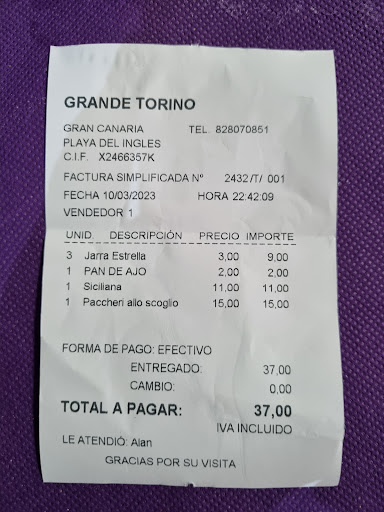 GRANDE TORINO
GRAN CANARIA TEL. 828070851
PLAYA DEL INGLES
C.I.F. X2466357K
FACTURA SIMPLIFICADA Nº 2432/T/ 001
FECHA 10/03/2023 HORA 22:42:09
VENDEDOR 1
UNID. DESCRIPCIÓN PRECIO IMPORTE
3 Jarra Estrella 3,00 9,00
1 PAN DE AJO 2,00 2,00
1 Siciliana 11,00 11,00
1 Paccheri allo scoglio 15,00 15,00
FORMA DE PAGO: EFECTIVO
ENTREGADO: 37,00
CAMBIO: 0,00
TOTAL A PAGAR: 37,00
IVA INCLUIDO
LE ATENDIÓ: Alan
GRACIAS POR SU VISITA